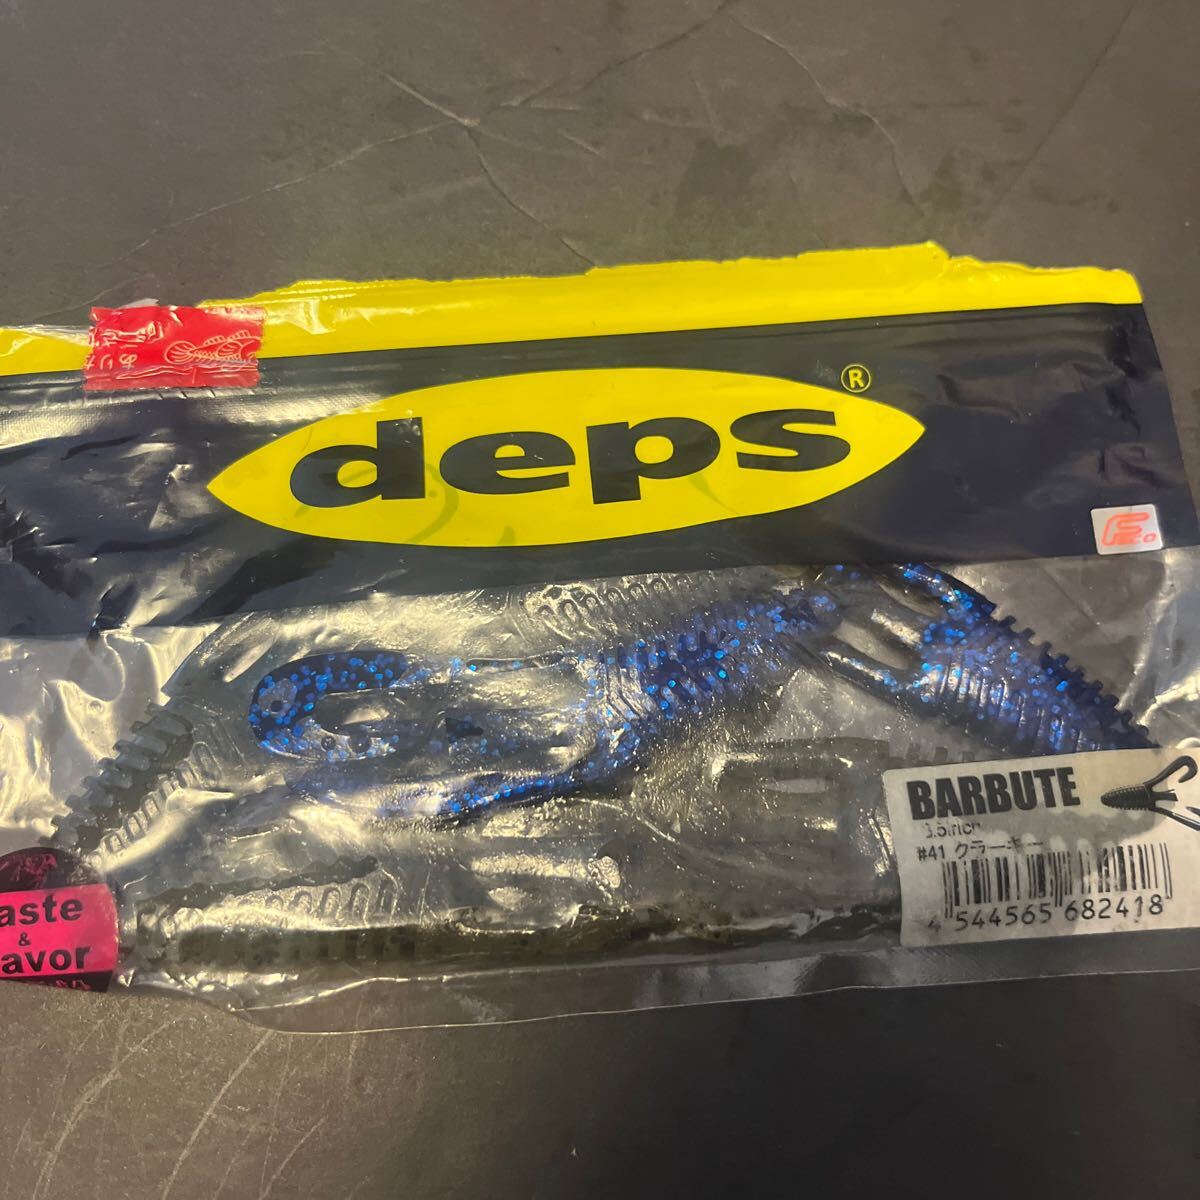 deps®
BARBUTE
3.5inch
#41 クラーキー
4 544565 682418
aste
&
avor